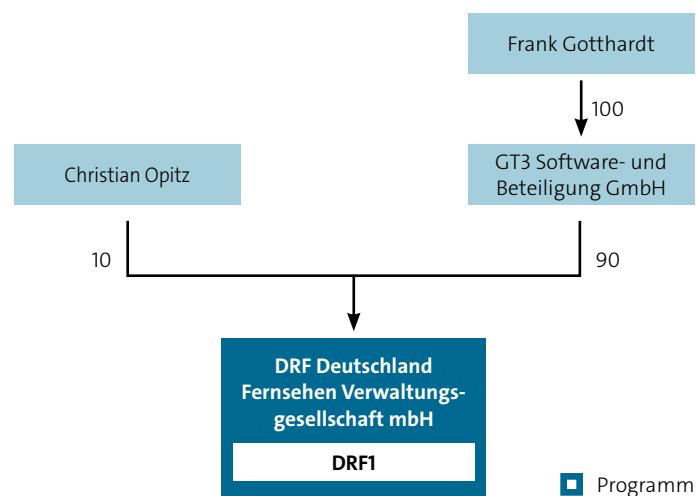 Frank Gotthardt
100
Christian Opitz
GT3 Software- und
Beteiligung GmbH
10
90
DRF Deutschland
Fernsehen Verwaltungs-
gesellschaft mbH
DRF1
Programm